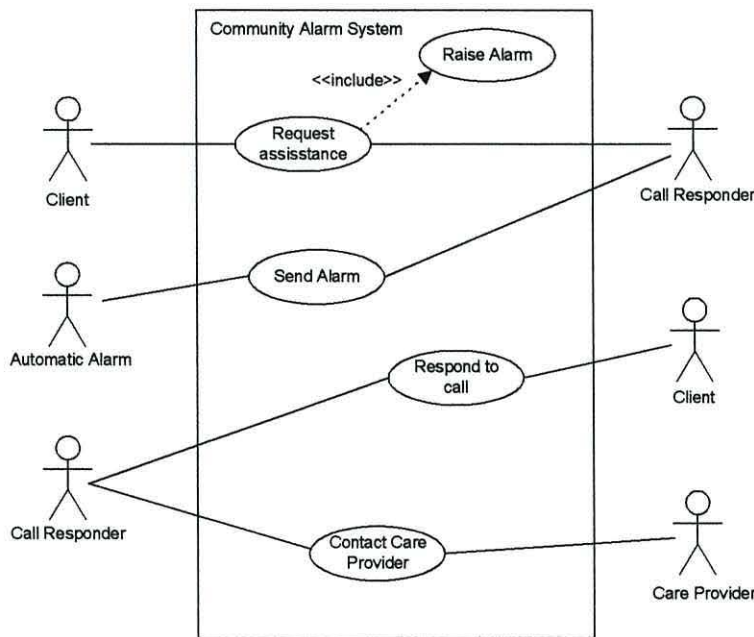 Community Alarm System
Raise Alarm
<<include>>
Request
assisstance
Client
Call Responder
Send Alarm
Automatic Alarm
Respond to
call
Client
Call Responder
Contact Care
Provider
Care Provider